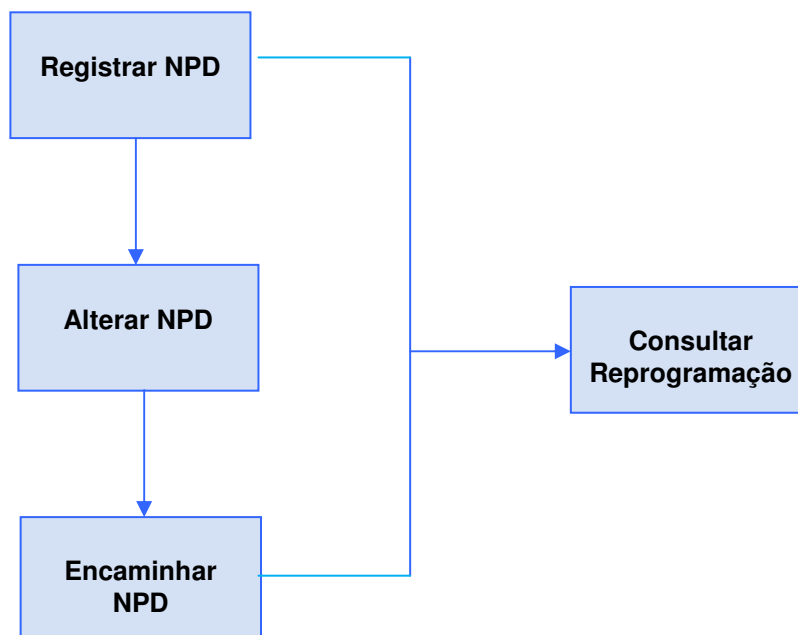 Registrar NPD
Alterar NPD
Consultar
Reprogramação
Encaminhar
NPD